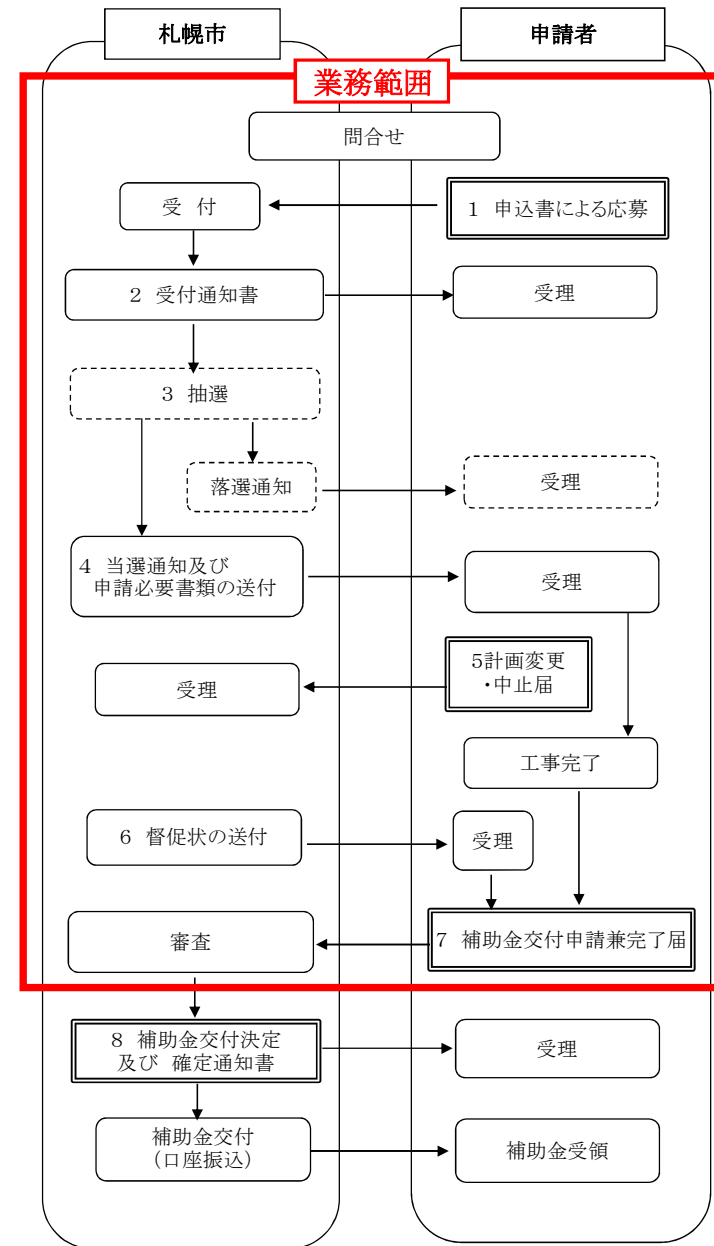 札幌市
申請者
業務範囲
問合せ
受 付
1 申込書による応募
2 受付通知書
受理
3 抽選
落選通知
受理
4 当選通知及び
申請必要書類の送付
受理
5計画変更
・中止届
受理
工事完了
6 督促状の送付
受理
審査
7 補助金交付申請兼完了届
8 補助金交付決定
及び 確定通知書
受理
補助金交付
(口座振込)
補助金受領